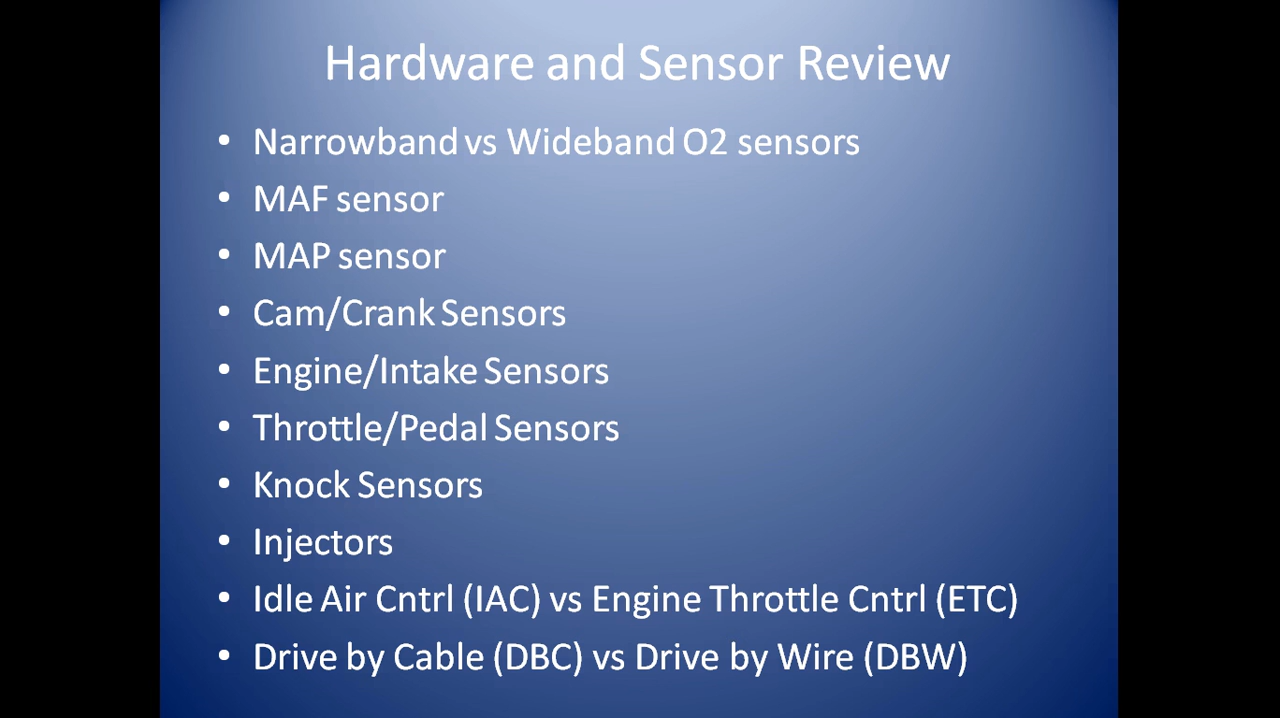 Hardware and Sensor Review
• Narrowband vs Wideband O2 sensors
• MAF sensor
• MAP sensor
• Cam/Crank Sensors
• Engine/Intake Sensors
• Throttle/Pedal Sensors
• Knock Sensors
• Injectors
• Idle Air Cntrl (IAC) vs Engine Throttle Cntrl (ETC)
• Drive by Cable (DBC) vs Drive by Wire (DBW)